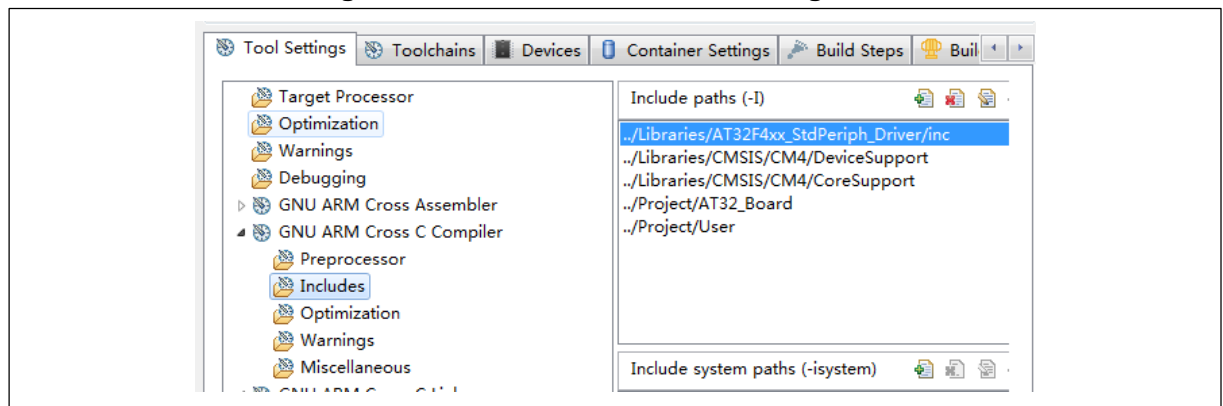 Tool Settings Toolchains Devices Container Settings Build Steps Buil
Target Processor
Optimization
Warnings
Debugging
GNU ARM Cross Assembler
GNU ARM Cross C Compiler
Preprocessor
Includes
Optimization
Warnings
Miscellaneous
Include paths (-I)
../Libraries/AT32F4xx_StdPeriph_Driver/inc
../Libraries/CMSIS/CM4/DeviceSupport
../Libraries/CMSIS/CM4/CoreSupport
../Project/AT32_Board
../Project/User
Include system paths (-isystem)